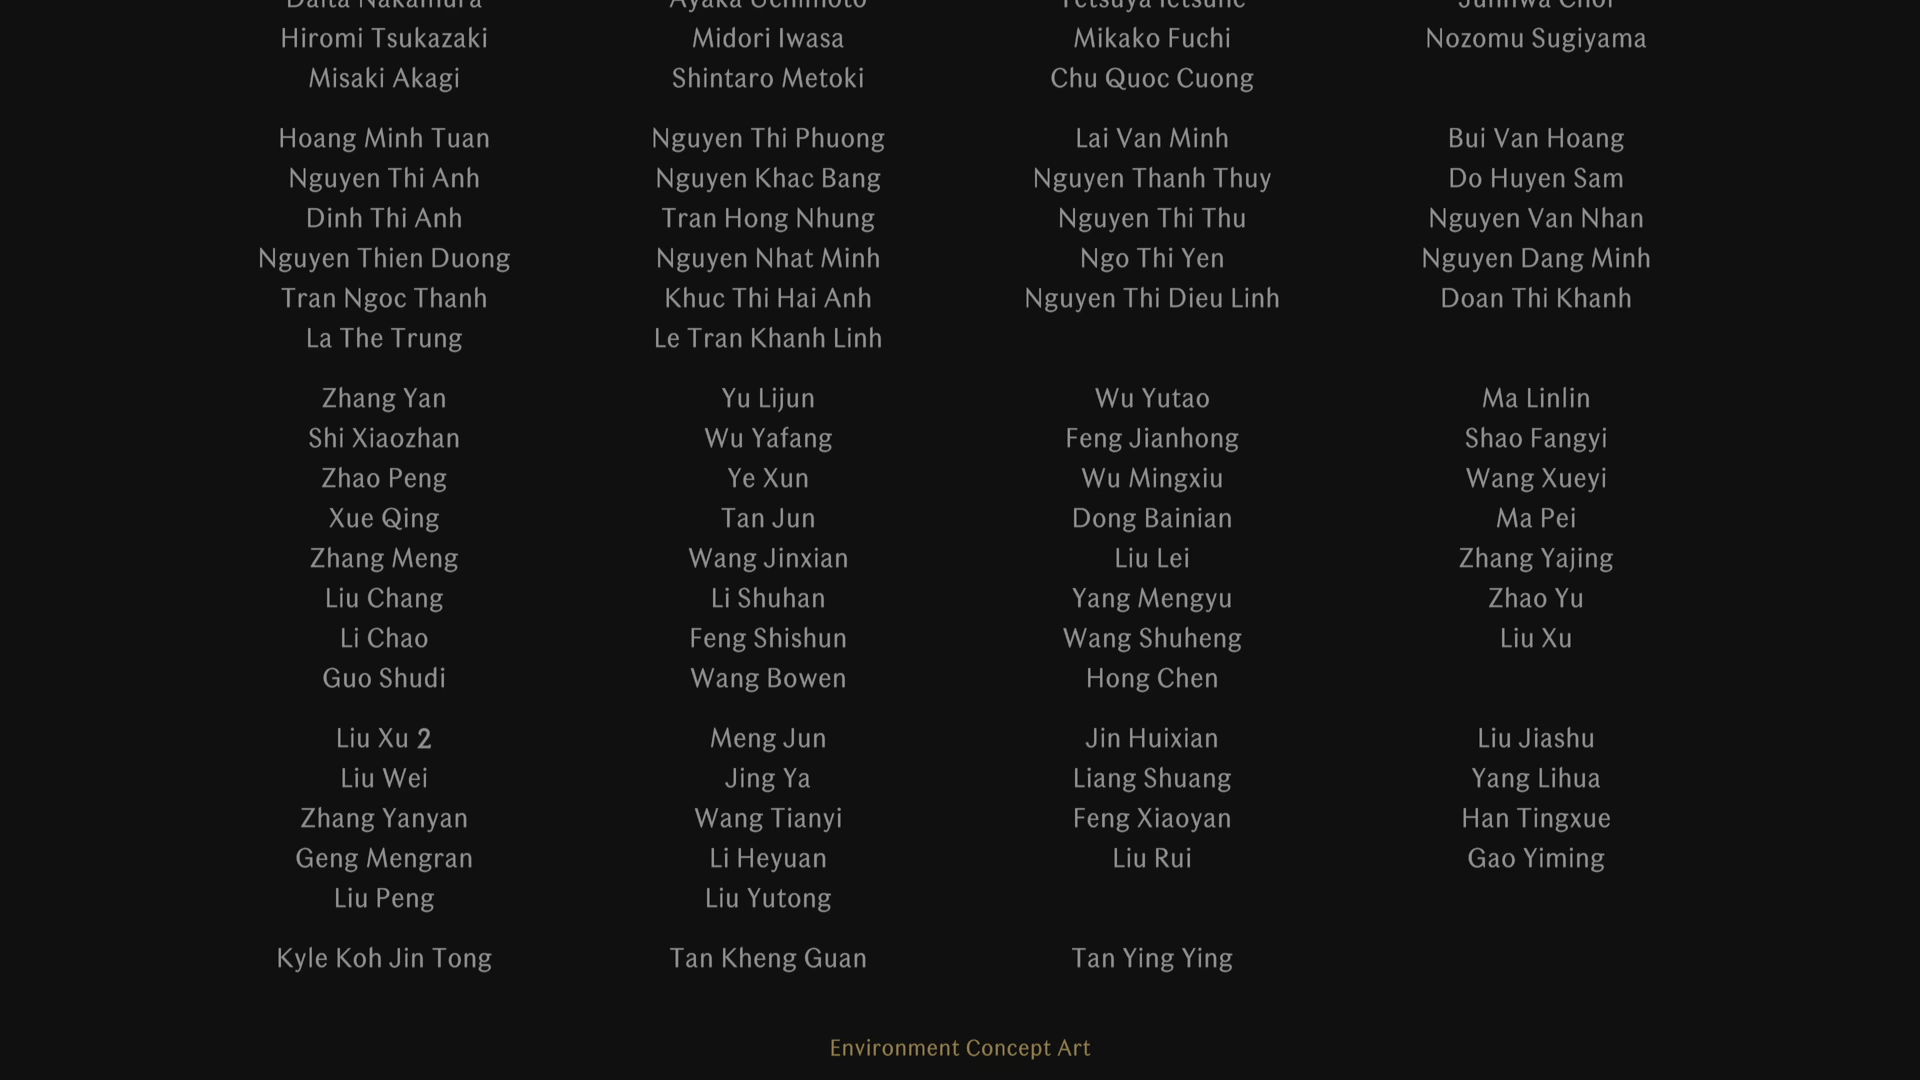 Daita Nakamura Ayaka Uchimoto Tetsuya Ietsune Junhwa Choi
Hiromi Tsukazaki Midori Iwasa Mikako Fuchi Nozomu Sugiyama
Misaki Akagi Shintaro Metoki Chu Quoc Cuong
Hoang Minh Tuan Nguyen Thi Phuong Lai Van Minh Bui Van Hoang
Nguyen Thi Anh Nguyen Khac Bang Nguyen Thanh Thuy Do Huyen Sam
Dinh Thi Anh Tran Hong Nhung Nguyen Thi Thu Nguyen Van Nhan
Nguyen Thien Duong Nguyen Nhat Minh Ngo Thi Yen Nguyen Dang Minh
Tran Ngoc Thanh Khuc Thi Hai Anh Nguyen Thi Dieu Linh Doan Thi Khanh
La The Trung Le Tran Khanh Linh
Zhang Yan Yu Lijun Wu Yutao Ma Linlin
Shi Xiaozhan Wu Yafang Feng Jianhong Shao Fangyi
Zhao Peng Ye Xun Wu Mingxiu Wang Xueyi
Xue Qing Tan Jun Dong Bainian Ma Pei
Zhang Meng Wang Jinxian Liu Lei Zhang Yajing
Liu Chang Li Shuhan Yang Mengyu Zhao Yu
Li Chao Feng Shishun Wang Shuheng Liu Xu
Guo Shudi Wang Bowen Hong Chen
Liu Xu 2 Meng Jun Jin Huixian Liu Jiashu
Liu Wei Jing Ya Liang Shuang Yang Lihua
Zhang Yanyan Wang Tianyi Feng Xiaoyan Han Tingxue
Geng Mengran Li Heyuan Liu Rui Gao Yiming
Liu Peng Liu Yutong
Kyle Koh Jin Tong Tan Kheng Guan Tan Ying Ying
Environment Concept Art